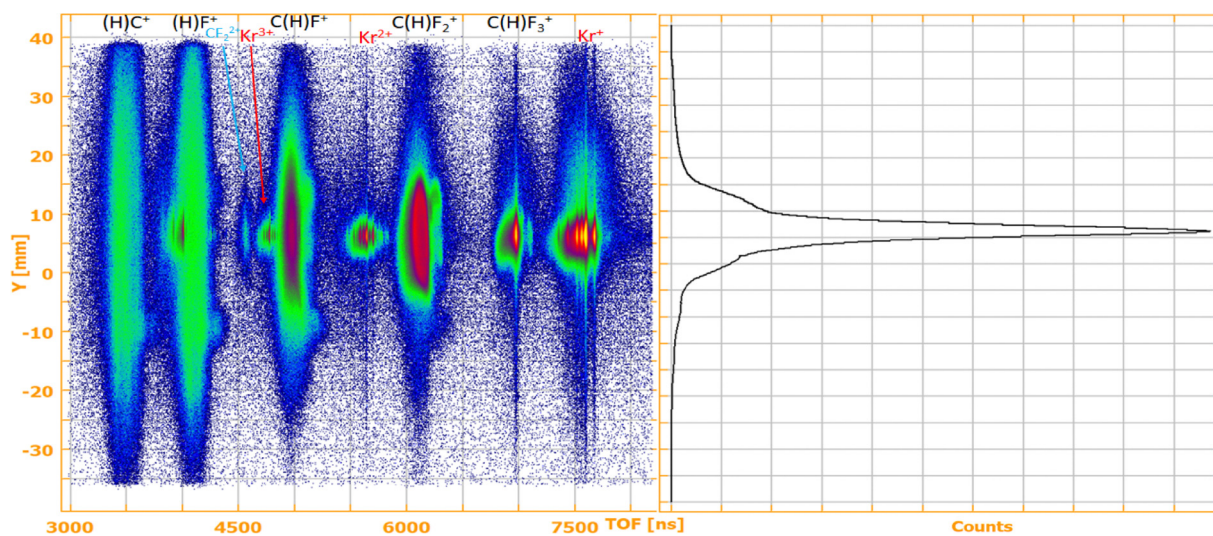 (H)C⁺ (H)F⁺ C(H)F⁺ C(H)F₂⁺ C(H)F₃⁺
CF₂²⁺ Kr³⁺ Kr²⁺ Kr⁺
40
30
20
10
0
-10
-20
-30
Y [mm]
3000 4500 6000 7500 TOF [ns] Counts